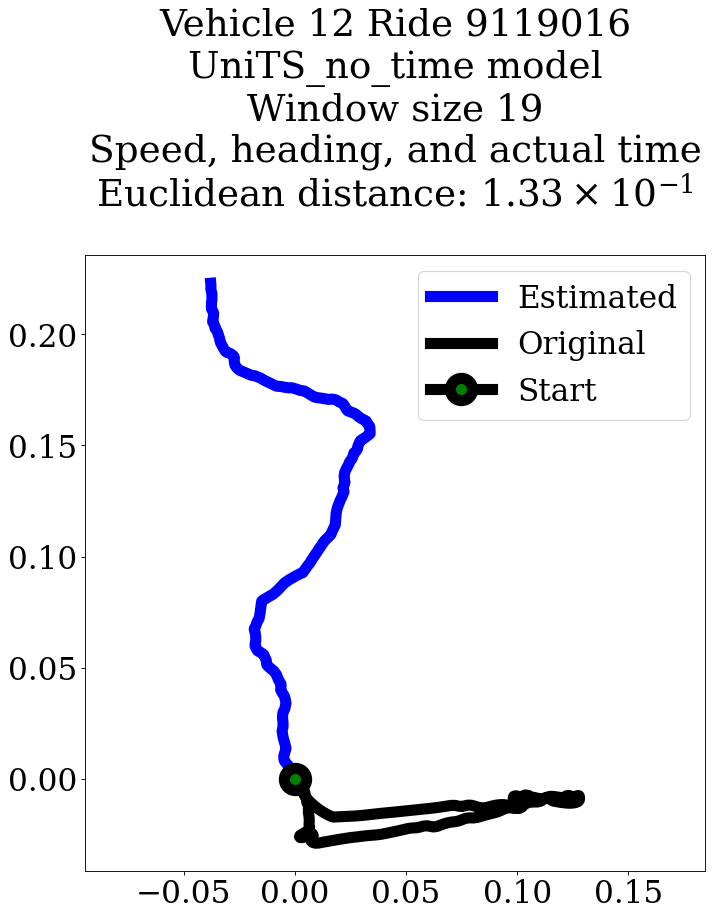 Vehicle 12 Ride 9119016
UniTS_no_time model
Window size 19
Speed, heading, and actual time
Euclidean distance: 1.33 × 10⁻¹
Estimated
Original
Start
0.20
0.15
0.10
0.05
0.00
−0.05 0.00 0.05 0.10 0.15